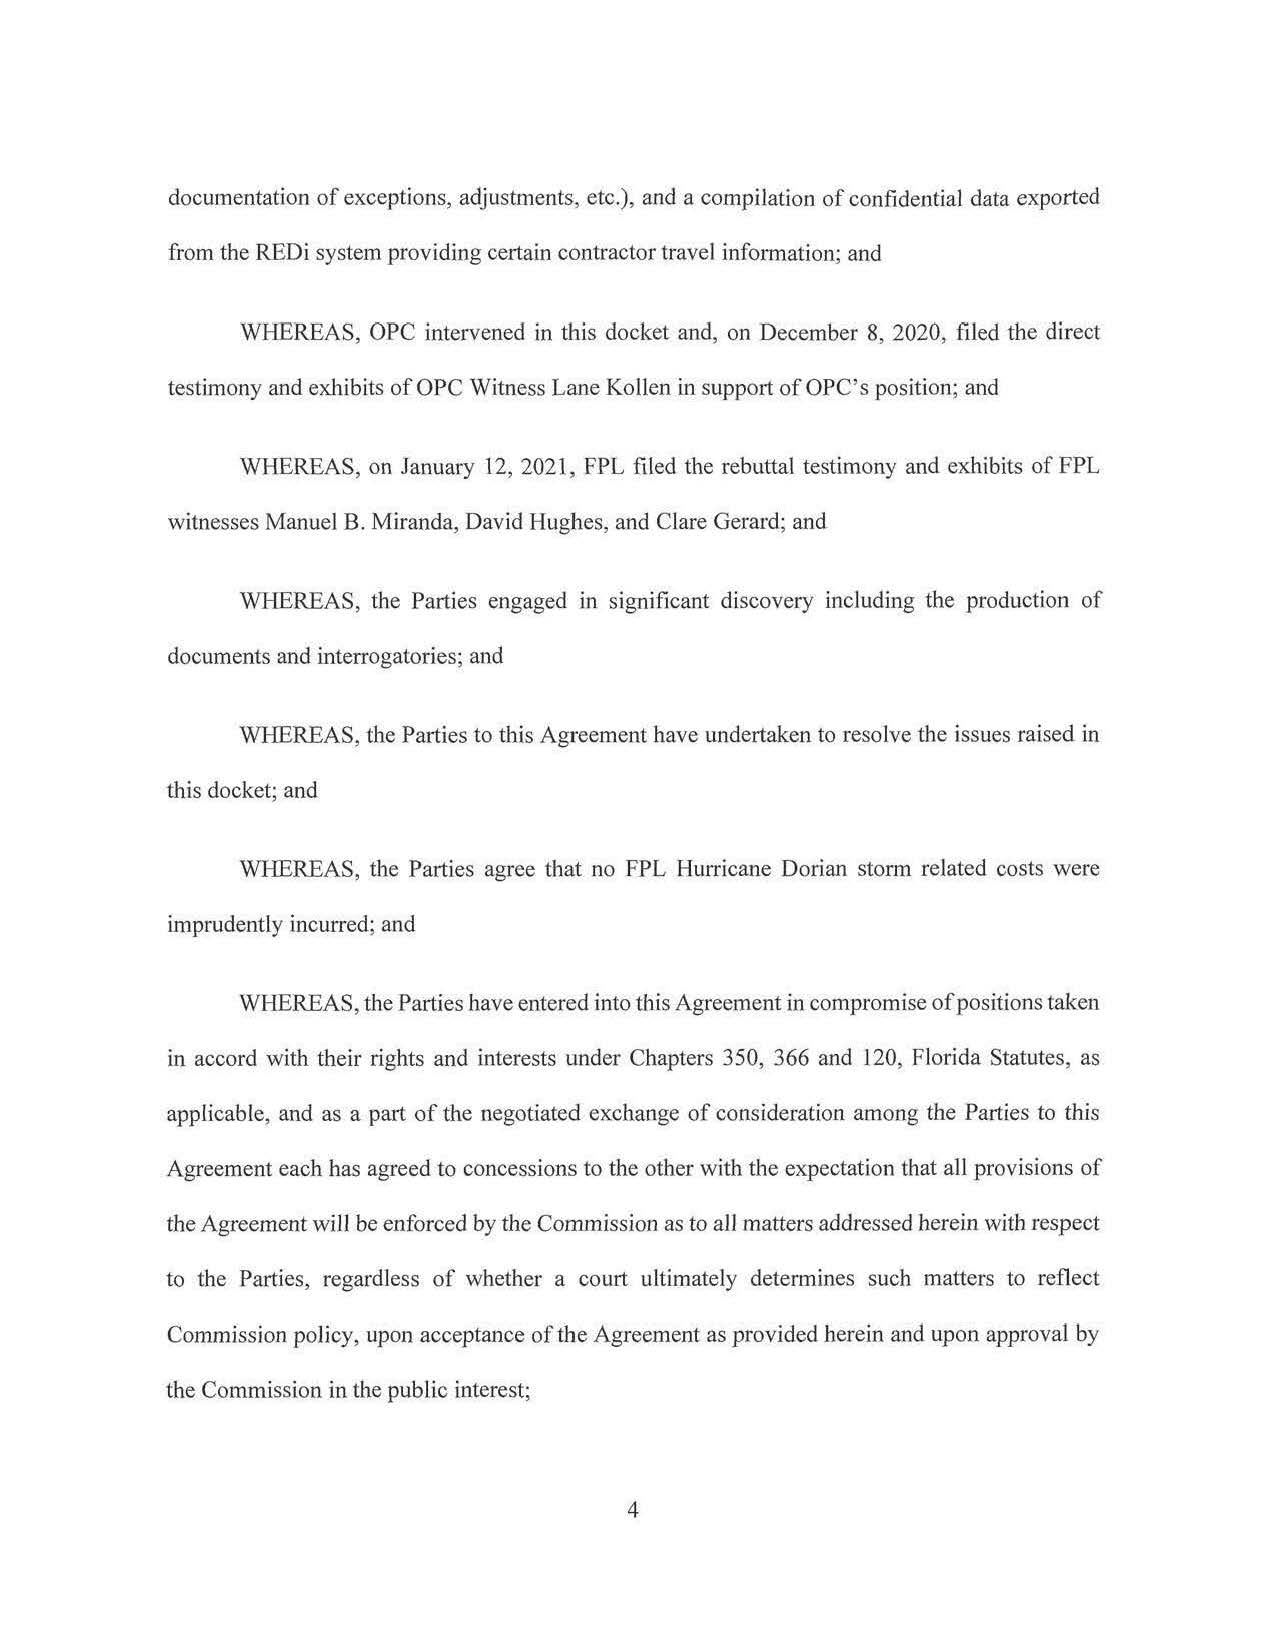 documentation of exceptions, adjustments, etc.), and a compilation of confidential data exported
from the REDi system providing certain contractor travel information; and
WHEREAS, OPC intervened in this docket and, on December 8, 2020, filed the direct
testimony and exhibits of OPC Witness Lane Kollen in support of OPC's position; and
WHEREAS, on January 12, 2021, FPL filed the rebuttal testimony and exhibits of FPL
witnesses Manuel B. Miranda, David Hughes, and Clare Gerard; and
WHEREAS, the Parties engaged in significant discovery including the production of
documents and interrogatories; and
WHEREAS, the Parties to this Agreement have undertaken to resolve the issues raised in
this docket; and
WHEREAS, the Parties agree that no FPL Hurricane Dorian storm related costs were
imprudently incurred; and
WHEREAS, the Parties have entered into this Agreement in compromise of positions taken
in accord with their rights and interests under Chapters 350, 366 and 120, Florida Statutes, as
applicable, and as a part of the negotiated exchange of consideration among the Parties to this
Agreement each has agreed to concessions to the other with the expectation that all provisions of
the Agreement will be enforced by the Commission as to all matters addressed herein with respect
to the Parties, regardless of whether a court ultimately determines such matters to reflect
Commission policy, upon acceptance of the Agreement as provided herein and upon approval by
the Commission in the public interest;
4